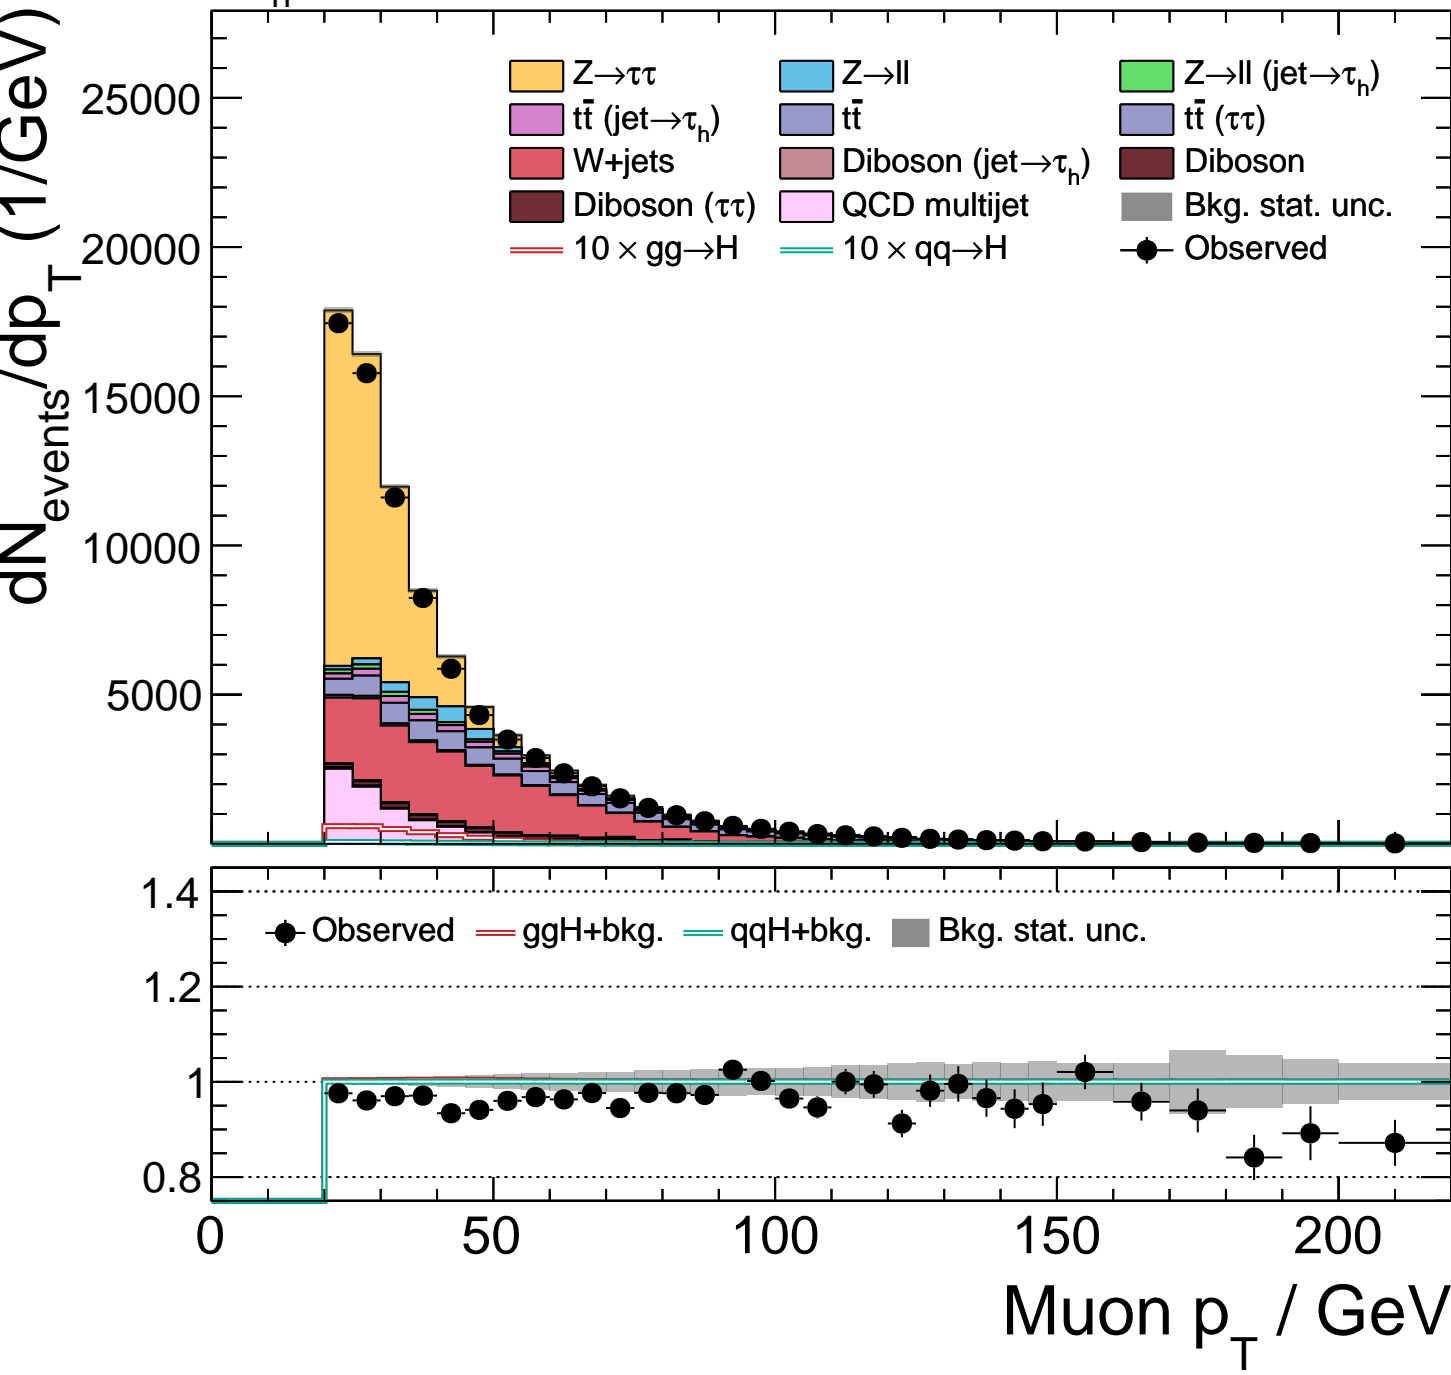 dN_events/dp_T (1/GeV)
25000
20000
15000
10000
5000
Z→ττ Z→ll Z→ll (jet→τ_h)
tt̄ (jet→τ_h) tt̄ tt̄ (ττ)
W+jets Diboson (jet→τ_h) Diboson
Diboson (ττ) QCD multijet Bkg. stat. unc.
10 × gg→H 10 × qq→H Observed
1.4
1.2
1
0.8
Observed ggH+bkg. qqH+bkg. Bkg. stat. unc.
0 50 100 150 200
Muon p_T / GeV